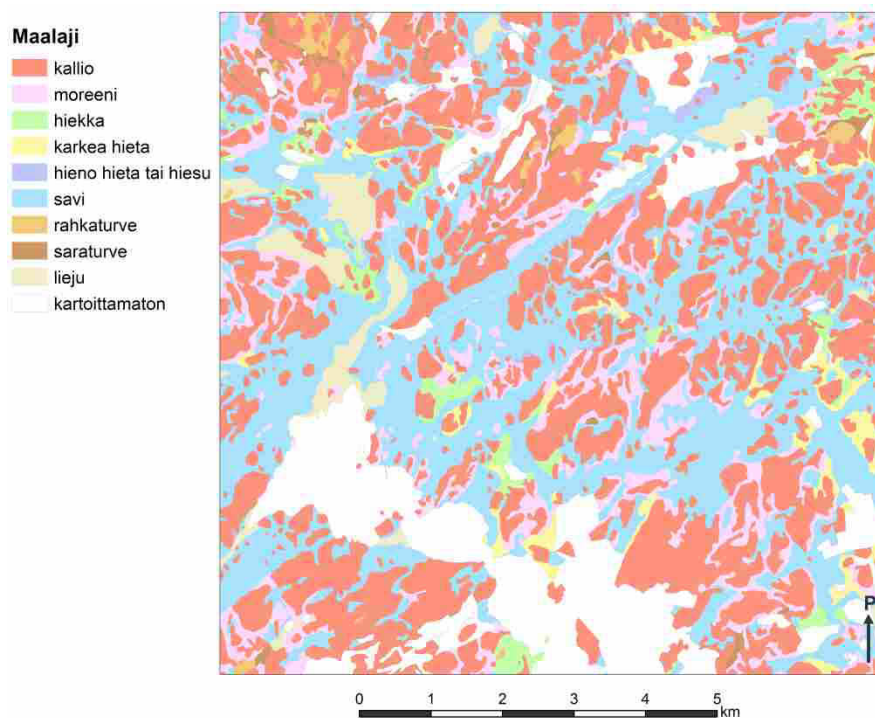 Maalaji
kallio
moreeni
hiekka
karkea hieta
hieno hieta tai hiesu
savi
rahkaturve
saraturve
lieju
kartoittamaton
P
0 1 2 3 4 5
km